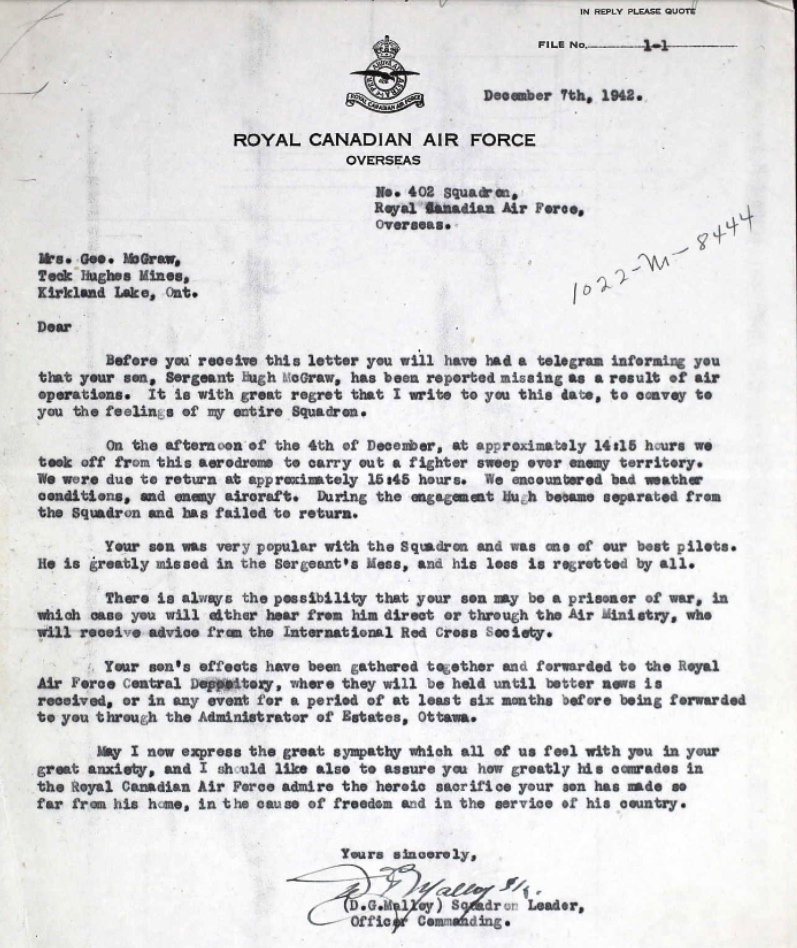 IN REPLY PLEASE QUOTE
FILE No. 1-1
ROYAL CANADIAN AIR FORCE
December 7th, 1942.
ROYAL CANADIAN AIR FORCE
OVERSEAS
No. 402 Squadron,
Royal Canadian Air Force,
Overseas.
1022-M-8444
Mrs. Geo. McGraw,
Teck Hughes Mines,
Kirkland Lake, Ont.
Dear
Before you receive this letter you will have had a telegram informing you
that your son, Sergeant Hugh McGraw, has been reported missing as a result of air
operations. It is with great regret that I write to you this date, to convey to
you the feelings of my entire Squadron.
On the afternoon of the 4th of December, at approximately 14:15 hours we
took off from this aerodrome to carry out a fighter sweep over enemy territory.
We were due to return at approximately 15:45 hours. We encountered bad weather
conditions, and enemy aircraft. During the engagement Hugh became separated from
the Squadron and has failed to return.
Your son was very popular with the Squadron and was one of our best pilots.
He is greatly missed in the Sergeant's Mess, and his loss is regretted by all.
There is always the possibility that your son may be a prisoner of war, in
which case you will either hear from him direct or through the Air Ministry, who
will receive advice from the International Red Cross Society.
Your son's effects have been gathered together and forwarded to the Royal
Air Force Central Depository, where they will be held until better news is
received, or in any event for a period of at least six months before being forwarded
to you through the Administrator of Estates, Ottawa.
May I now express the great sympathy which all of us feel with you in your
great anxiety, and I should like also to assure you how greatly his comrades in
the Royal Canadian Air Force admire the heroic sacrifice your son has made so
far from his home, in the cause of freedom and in the service of his country.
Yours sincerely,
Malloy S/L.
(D.G.Malloy) Squadron Leader,
Officer Commanding.